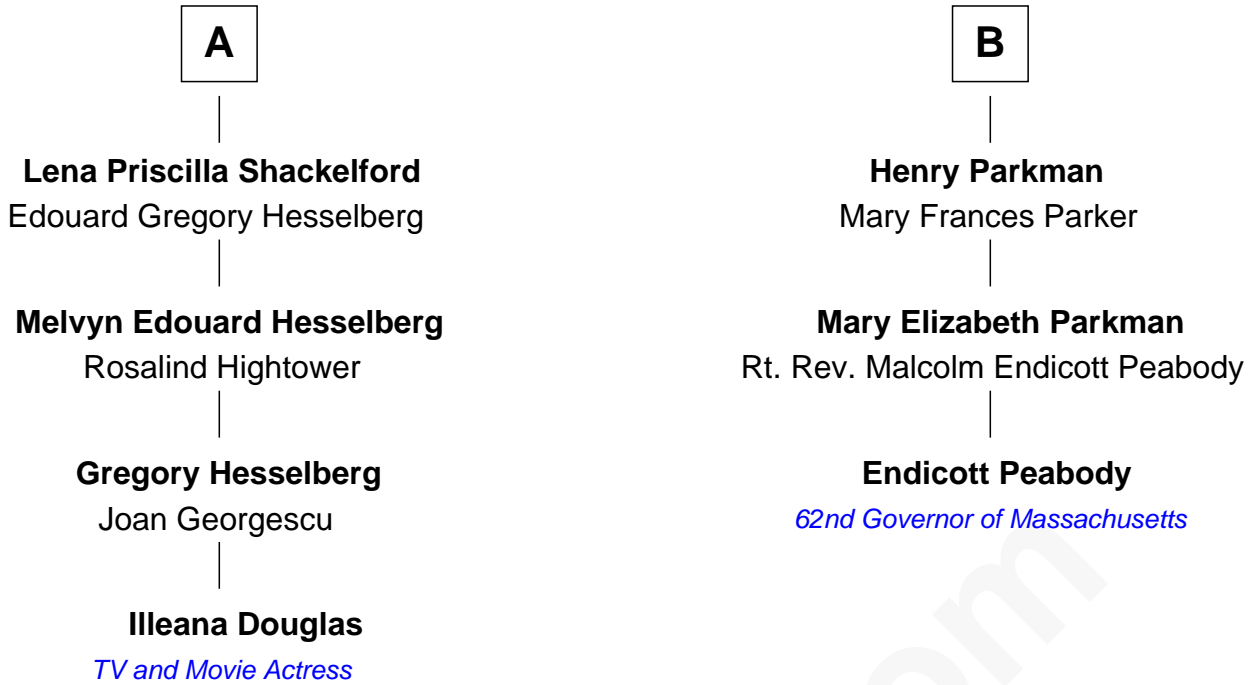 A
Lena Priscilla Shackelford
Edouard Gregory Hesselberg
Melvyn Edouard Hesselberg
Rosalind Hightower
Gregory Hesselberg
Joan Georgescu
Illeana Douglas
TV and Movie Actress
B
Henry Parkman
Mary Frances Parker
Mary Elizabeth Parkman
Rt. Rev. Malcolm Endicott Peabody
Endicott Peabody
62nd Governor of Massachusetts
om